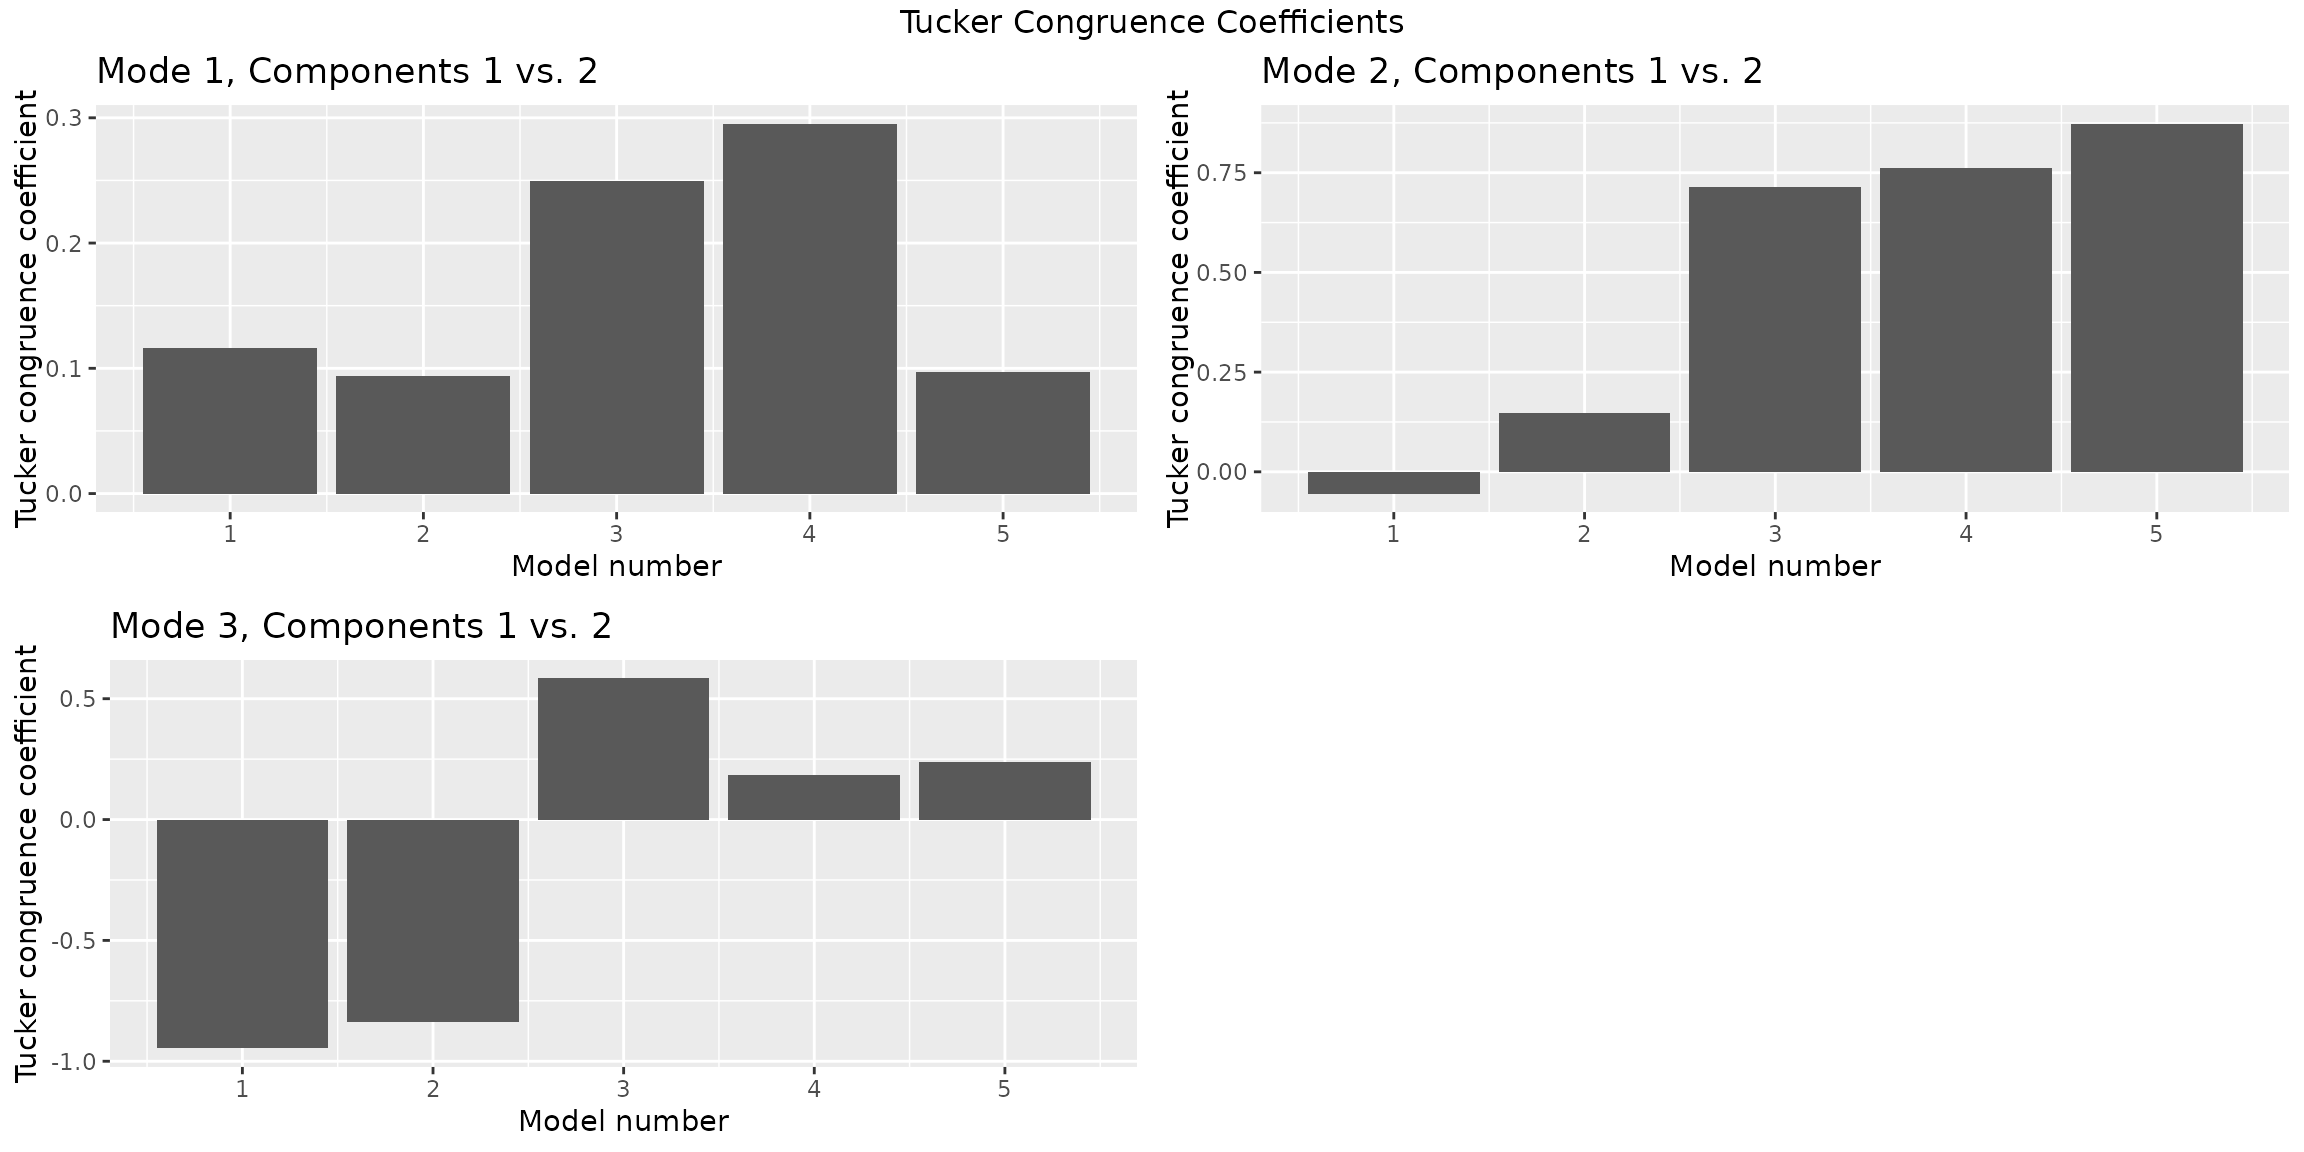 Tucker Congruence Coefficients
Mode 1, Components 1 vs. 2
Tucker congruence coefficient
0.3
0.2
0.1
0.0
1 2 3 4 5
Model number
Mode 2, Components 1 vs. 2
Tucker congruence coefficient
0.75
0.50
0.25
0.00
1 2 3 4 5
Model number
Mode 3, Components 1 vs. 2
Tucker congruence coefficient
0.5
0.0
-0.5
-1.0
1 2 3 4 5
Model number